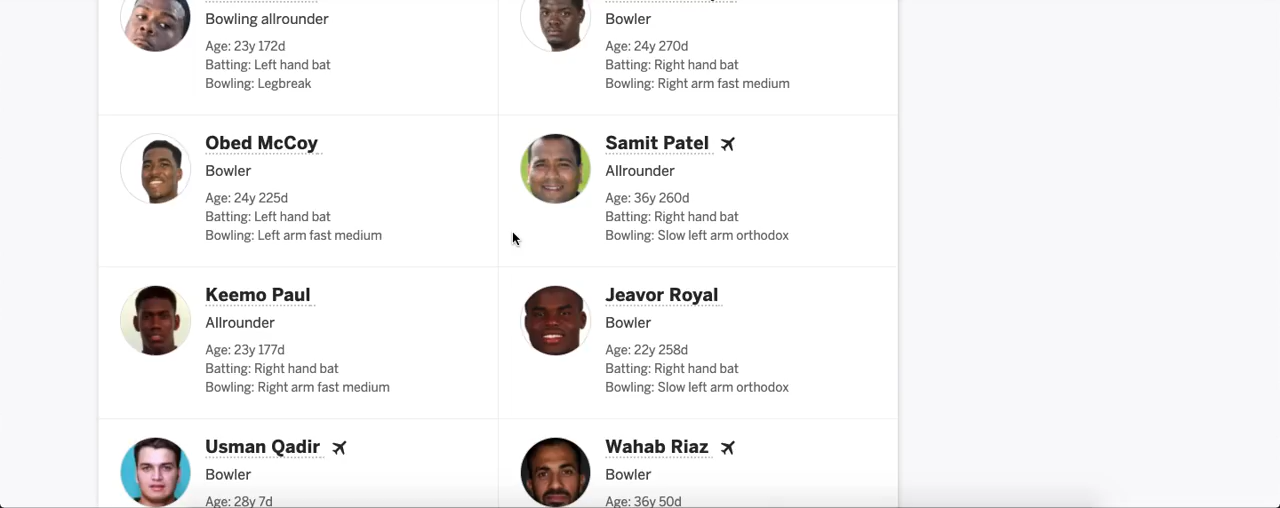 Bowling allrounder
Age: 23y 172d
Batting: Left hand bat
Bowling: Legbreak
Bowler
Age: 24y 270d
Batting: Right hand bat
Bowling: Right arm fast medium
Obed McCoy
Bowler
Age: 24y 225d
Batting: Left hand bat
Bowling: Left arm fast medium
Samit Patel
Allrounder
Age: 36y 260d
Batting: Right hand bat
Bowling: Slow left arm orthodox
Keemo Paul
Allrounder
Age: 23y 177d
Batting: Right hand bat
Bowling: Right arm fast medium
Jeavor Royal
Bowler
Age: 22y 258d
Batting: Right hand bat
Bowling: Slow left arm orthodox
Usman Qadir
Bowler
Age: 28y 7d
Wahab Riaz
Bowler
Age: 36y 50d